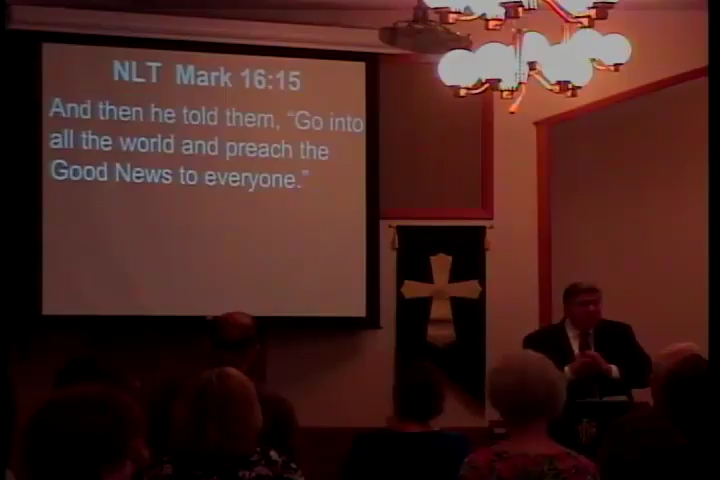 NLT Mark 16:15
And then he told them, “Go into
all the world and preach the
Good News to everyone.”